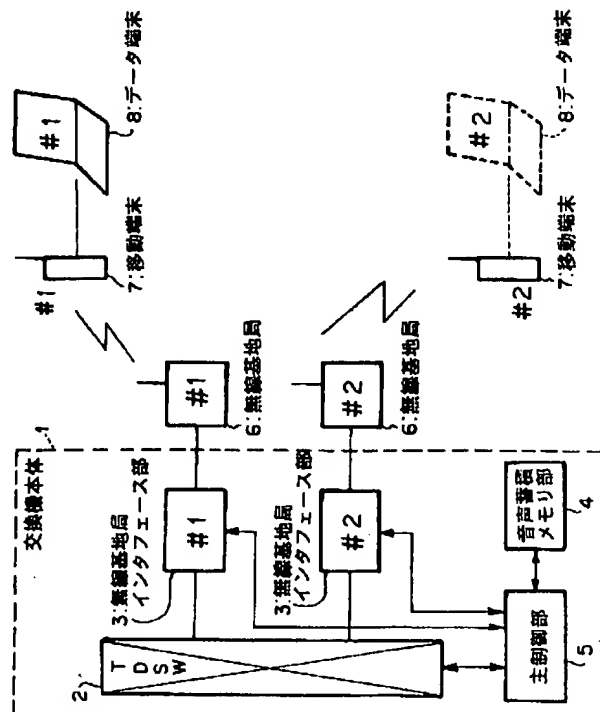 交換機本体
1
2
TDSW
3:無線基地局
インタフェース部
#1
3:無線基地局
インタフェース部
#2
音声蓄積
メモリ部
4
主制御部
5
#1
6:無線基地局
#2
6:無線基地局
#1
7:移動端末
#1
8:データ端末
#2
7:移動端末
#2
8:データ端末